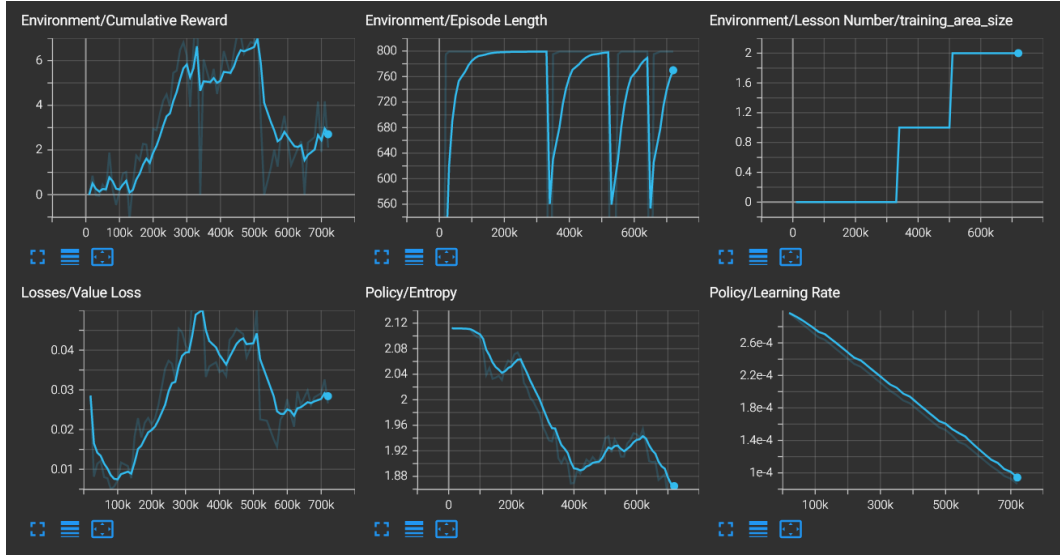 Environment/Cumulative Reward
6
4
2
0
0 100k 200k 300k 400k 500k 600k 700k
Environment/Episode Length
800
760
720
680
640
600
560
0 200k 400k 600k
Environment/Lesson Number/training_area_size
2
1.6
1.2
0.8
0.4
0
0 200k 400k 600k
Losses/Value Loss
0.04
0.03
0.02
0.01
100k 200k 300k 400k 500k 600k 700k
Policy/Entropy
2.12
2.08
2.04
2
1.96
1.92
1.88
0 200k 400k 600k
Policy/Learning Rate
2.6e-4
2.2e-4
1.8e-4
1.4e-4
1e-4
100k 300k 500k 700k